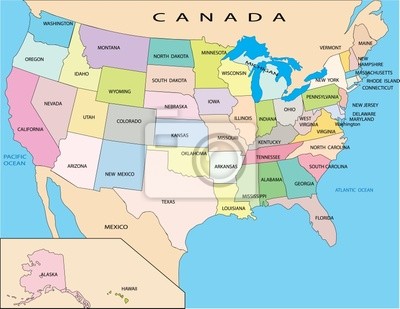 CANADA
WASHINGTON
MONTANA
NORTH DAKOTA
MINNESOTA
VERMONT
MAINE
OREGON
IDAHO
SOUTH DAKOTA
WISCONSIN
MICHIGAN
NEW YORK
NEW
HAMPSHIRE
MASSACHUSETTS
RHODE ISLAND
CONNECTICUT
WYOMING
NEVADA
UTAH
COLORADO
NEBRASKA
IOWA
ILLINOIS
INDIANA
OHIO
PENNSYLVANIA
NEW JERSEY
DELAWARE
MARYLAND
Washington
WEST
VIRGINIA
VIRGINIA
CALIFORNIA
KANSAS
MISSOURI
KENTUCKY
NORTH CAROLINA
PACIFIC
OCEAN
ARIZONA
NEW MEXICO
OKLAHOMA
ARKANSAS
TENNESSEE
SOUTH CAROLINA
TEXAS
MISSISSIPPI
ALABAMA
GEORGIA
ATLANTIC OCEAN
LOUISIANA
FLORIDA
MEXICO
ALASKA
HAWAII